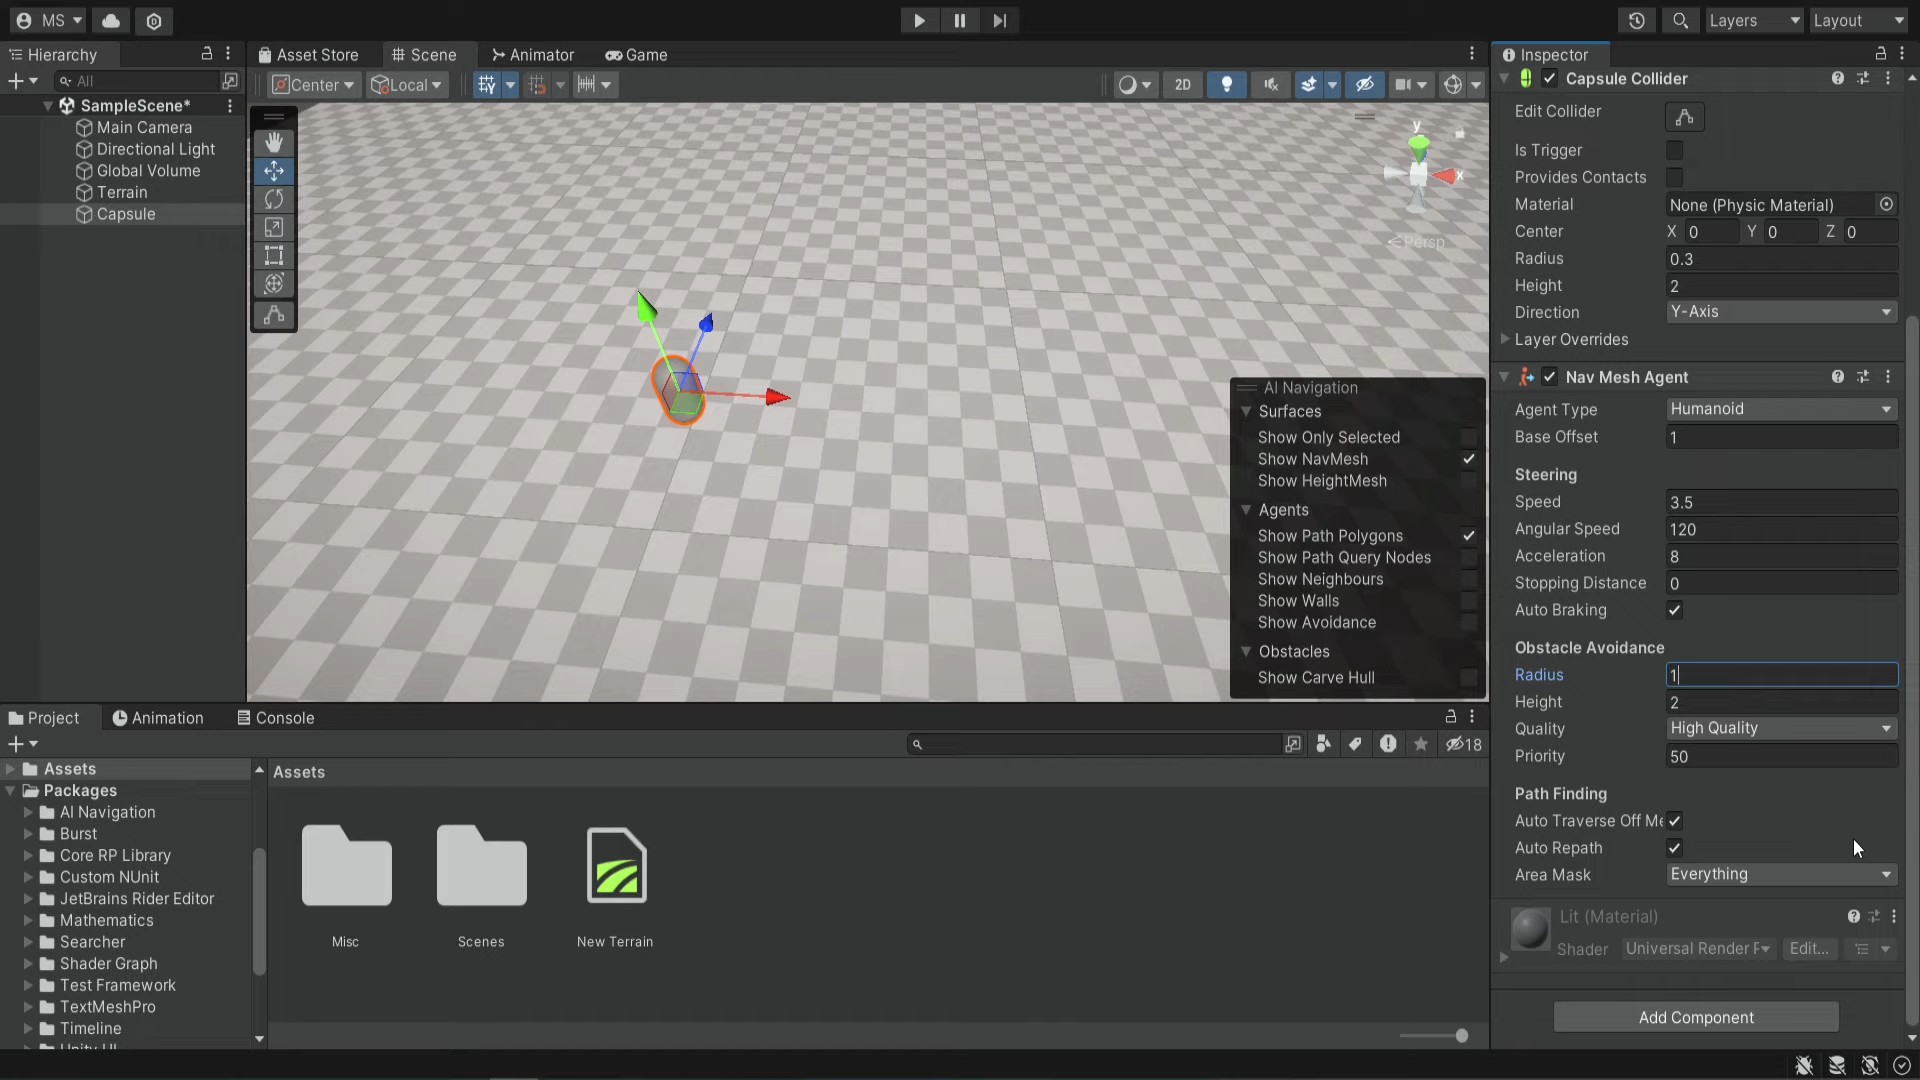 MS
Layers
Layout
Hierarchy
All
SampleScene*
Main Camera
Directional Light
Global Volume
Terrain
Capsule
Asset Store
Scene
Animator
Game
Center
Local
2D
y
x
Persp
AI Navigation
Surfaces
Show Only Selected
Show NavMesh
Show HeightMesh
Agents
Show Path Polygons
Show Path Query Nodes
Show Neighbours
Show Walls
Show Avoidance
Obstacles
Show Carve Hull
Inspector
Capsule Collider
Edit Collider
Is Trigger
Provides Contacts
Material None (Physic Material)
Center X 0 Y 0 Z 0
Radius 0.3
Height 2
Direction Y-Axis
Layer Overrides
Nav Mesh Agent
Agent Type Humanoid
Base Offset 1
Steering
Speed 3.5
Angular Speed 120
Acceleration 8
Stopping Distance 0
Auto Braking
Obstacle Avoidance
Radius 1
Height 2
Quality High Quality
Priority 50
Path Finding
Auto Traverse Off Me
Auto Repath
Area Mask Everything
Lit (Material)
Shader Universal Render F Edit...
Add Component
Project
Animation
Console
18
Assets
Packages
AI Navigation
Burst
Core RP Library
Custom NUnit
JetBrains Rider Editor
Mathematics
Searcher
Shader Graph
Test Framework
TextMeshPro
Timeline
Unity UI
Assets
Misc
Scenes
New Terrain